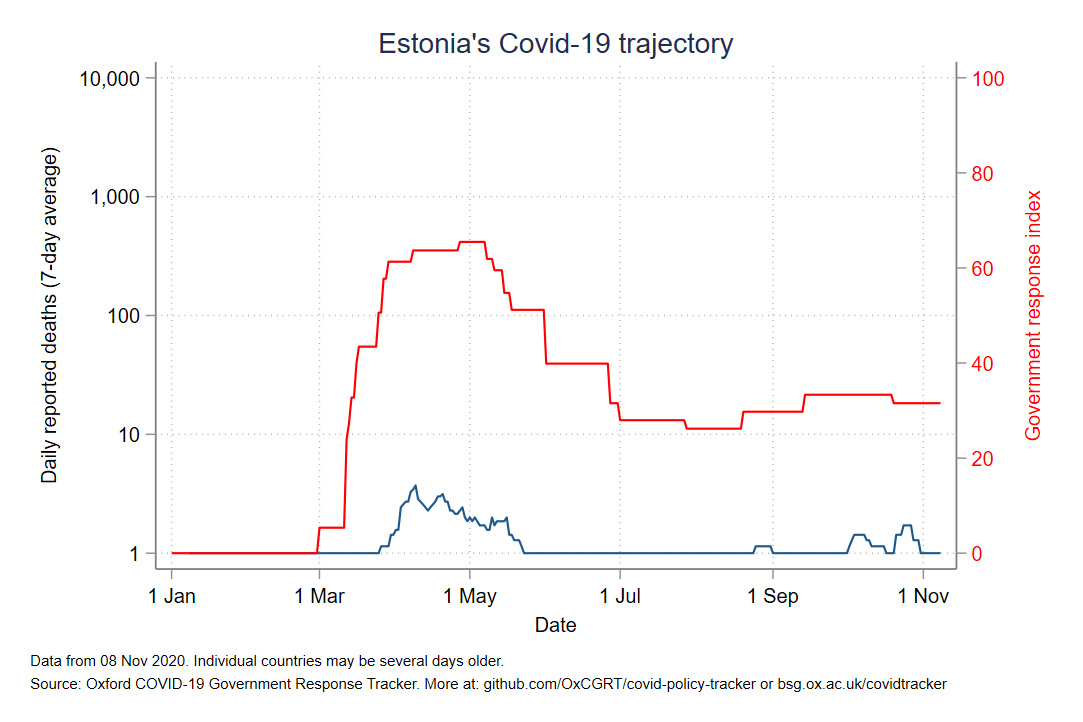 Estonia's Covid-19 trajectory
Daily reported deaths (7-day average)
10,000
1,000
100
10
1
100
80
60
40
20
0
Government response index
1 Jan
1 Mar
1 May
1 Jul
1 Sep
1 Nov
Date
Data from 08 Nov 2020. Individual countries may be several days older.
Source: Oxford COVID-19 Government Response Tracker. More at: github.com/OxCGRT/covid-policy-tracker or bsg.ox.ac.uk/covidtracker